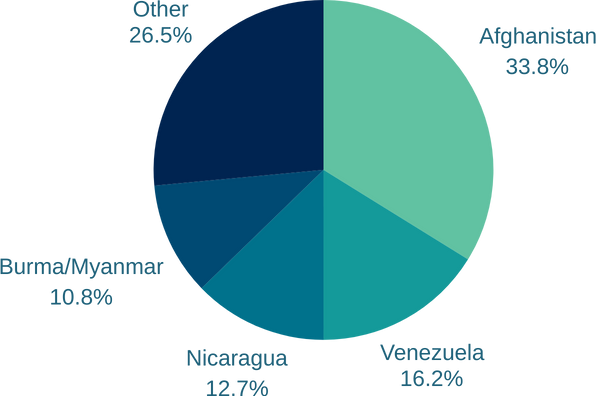 Other
26.5%
Afghanistan
33.8%
Burma/Myanmar
10.8%
Nicaragua
12.7%
Venezuela
16.2%